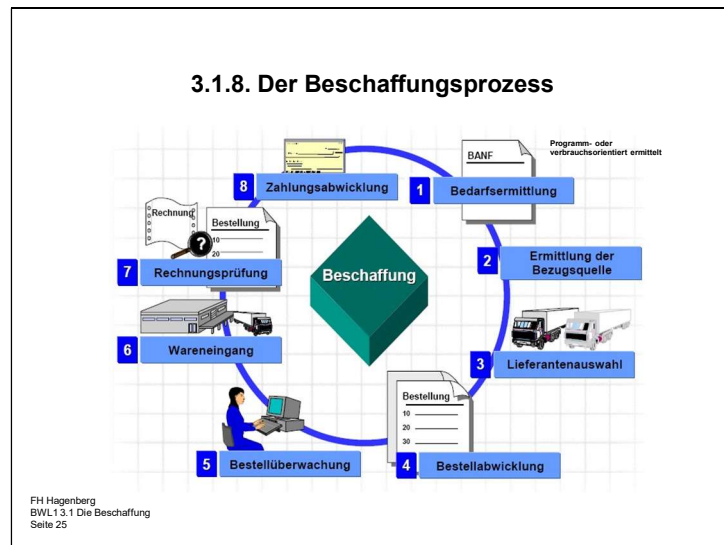 3.1.8. Der Beschaffungsprozess
Programm- oder
verbrauchsorientiert ermittelt
BANF
1 Bedarfsermittlung
2 Ermittlung der
Bezugsquelle
3 Lieferantenauswahl
Bestellung
10
20
30
4 Bestellabwicklung
5 Bestellüberwachung
6 Wareneingang
Rechnung
?
Bestellung
10
20
7 Rechnungsprüfung
8 Zahlungsabwicklung
Beschaffung
FH Hagenberg
BWL1 3.1 Die Beschaffung
Seite 25